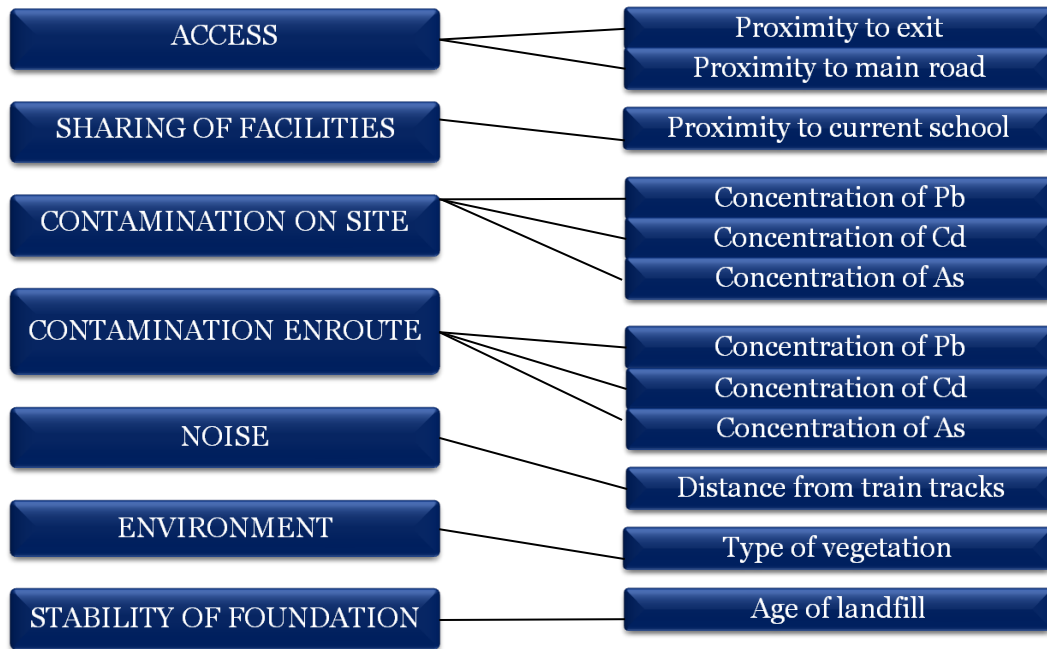 ACCESS
Proximity to exit
Proximity to main road
SHARING OF FACILITIES
Proximity to current school
CONTAMINATION ON SITE
Concentration of Pb
Concentration of Cd
Concentration of As
CONTAMINATION ENROUTE
Concentration of Pb
Concentration of Cd
Concentration of As
NOISE
Distance from train tracks
ENVIRONMENT
Type of vegetation
STABILITY OF FOUNDATION
Age of landfill